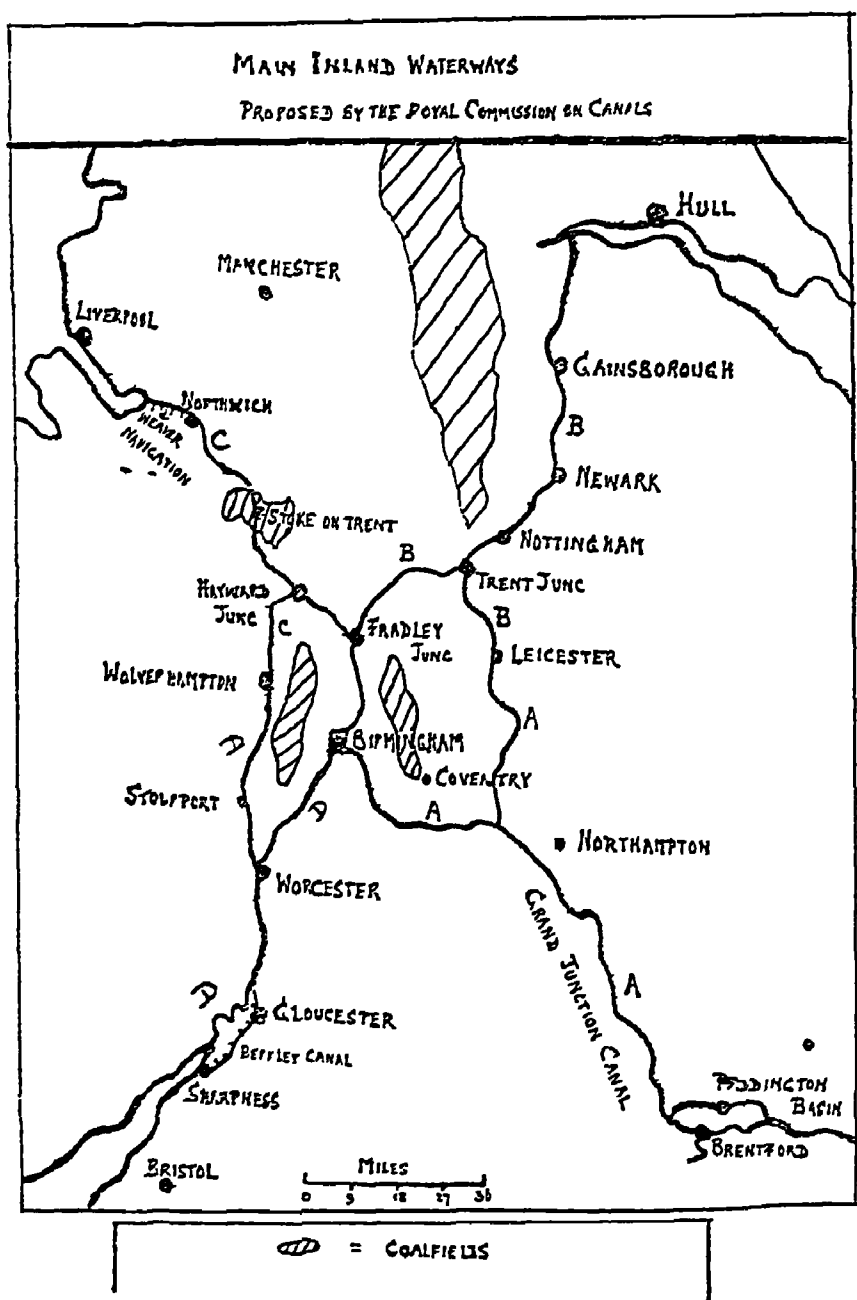 MAIN INLAND WATERWAYS
PROPOSED BY THE ROYAL COMMISSION ON CANALS
HULL
MANCHESTER
LIVERPOOL
GAINSBOROUGH
NORTHWICH
WEAVER
NAVIGATION
C
B
NEWARK
STOKE ON TRENT
NOTTINGHAM
B
TRENT JUNC
HAYWARD
JUNC
C
B
FRADLEY
JUNC
LEICESTER
WOLVERHAMPTON
A
D
BIRMINGHAM
COVENTRY
STOURPORT
D
A
NORTHAMPTON
WORCESTER
GRAND JUNCTION CANAL
D
A
GLOUCESTER
BERKLEY CANAL
SHARPNESS
PADDINGTON
BASIN
BRENTFORD
BRISTOL
MILES
0 9 18 27 36
= COALFIELDS